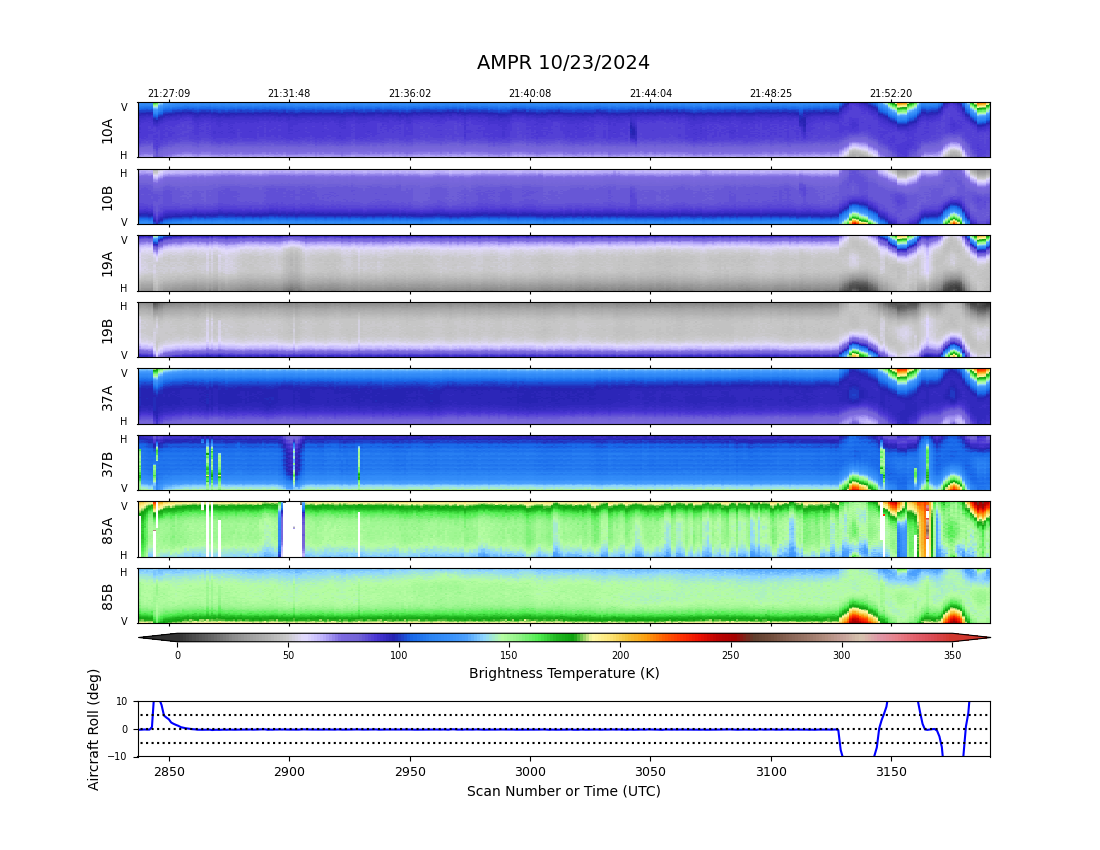 AMPR 10/23/2024
21:27:09 21:31:48 21:36:02 21:40:08 21:44:04 21:48:25 21:52:20
V
10A
H
H
10B
V
V
19A
H
H
19B
V
V
37A
H
H
37B
V
V
85A
H
H
85B
V
0 50 100 150 200 250 300 350
Brightness Temperature (K)
Aircraft Roll (deg)
10
0
−10
2850 2900 2950 3000 3050 3100 3150
Scan Number or Time (UTC)